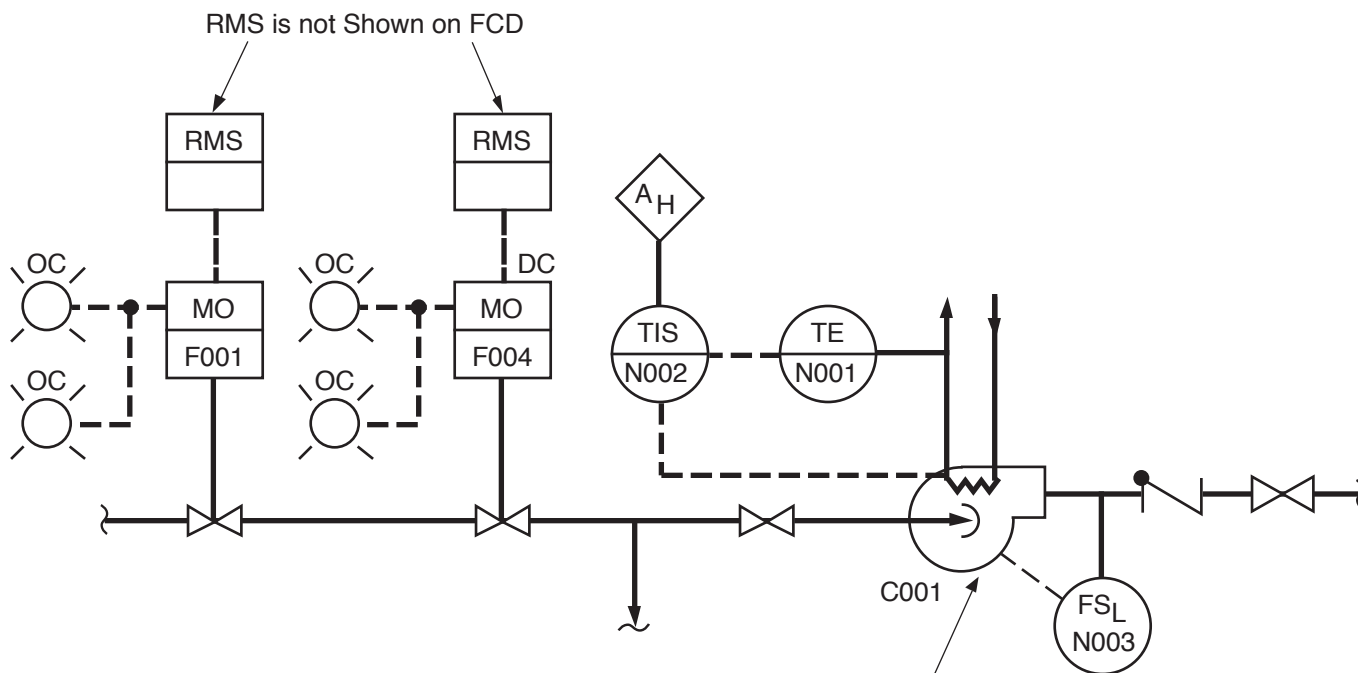 RMS is not Shown on FCD
RMS
RMS
A H
OC
OC
DC
MO
MO
TIS
TE
F001
F004
N002
N001
OC
OC
C001
FSL
N003